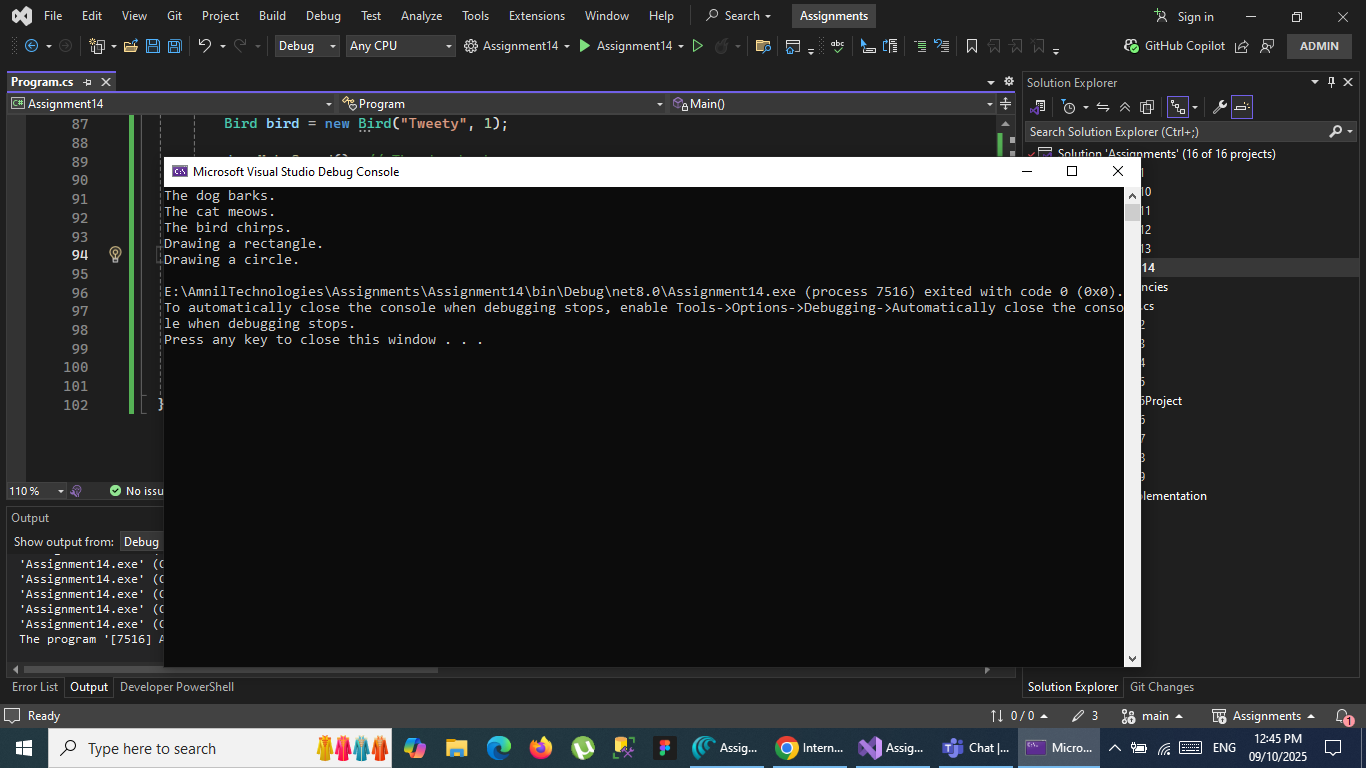 File Edit View Git Project Build Debug Test Analyze Tools Extensions Window Help Search Assignments Sign in
Debug Any CPU Assignment14 Assignment14 GitHub Copilot ADMIN
Program.cs
Assignment14 Program Main()
87 Bird bird = new Bird("Tweety", 1);
88
89
90
91
92
93
94
95
96
97
98
99
100
101
102 }
Microsoft Visual Studio Debug Console
The dog barks.
The cat meows.
The bird chirps.
Drawing a rectangle.
Drawing a circle.
E:\AmnilTechnologies\Assignments\Assignment14\bin\Debug\net8.0\Assignment14.exe (process 7516) exited with code 0 (0x0).
To automatically close the console when debugging stops, enable Tools->Options->Debugging->Automatically close the conso
le when debugging stops.
Press any key to close this window . . .
Solution Explorer
Search Solution Explorer (Ctrl+;)
Solution 'Assignments' (16 of 16 projects)
1
10
11
12
13
14
encies
.cs
3
4
5
5Project
6
7
8
9
plementation
110 % No issu
Output
Show output from: Debug
'Assignment14.exe' (C
'Assignment14.exe' (C
'Assignment14.exe' (C
'Assignment14.exe' (C
'Assignment14.exe' (C
The program '[7516] A
Error List Output Developer PowerShell
Solution Explorer Git Changes
Ready 0 / 0 3 main Assignments 1
Type here to search Assig... Intern... Assig... Chat |... Micro... ENG 12:45 PM
09/10/2025